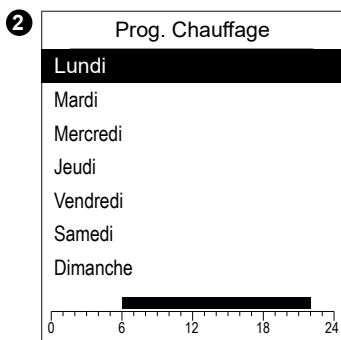 2
Prog. Chauffage
Lundi
Mardi
Mercredi
Jeudi
Vendredi
Samedi
Dimanche
0 6 12 18 24